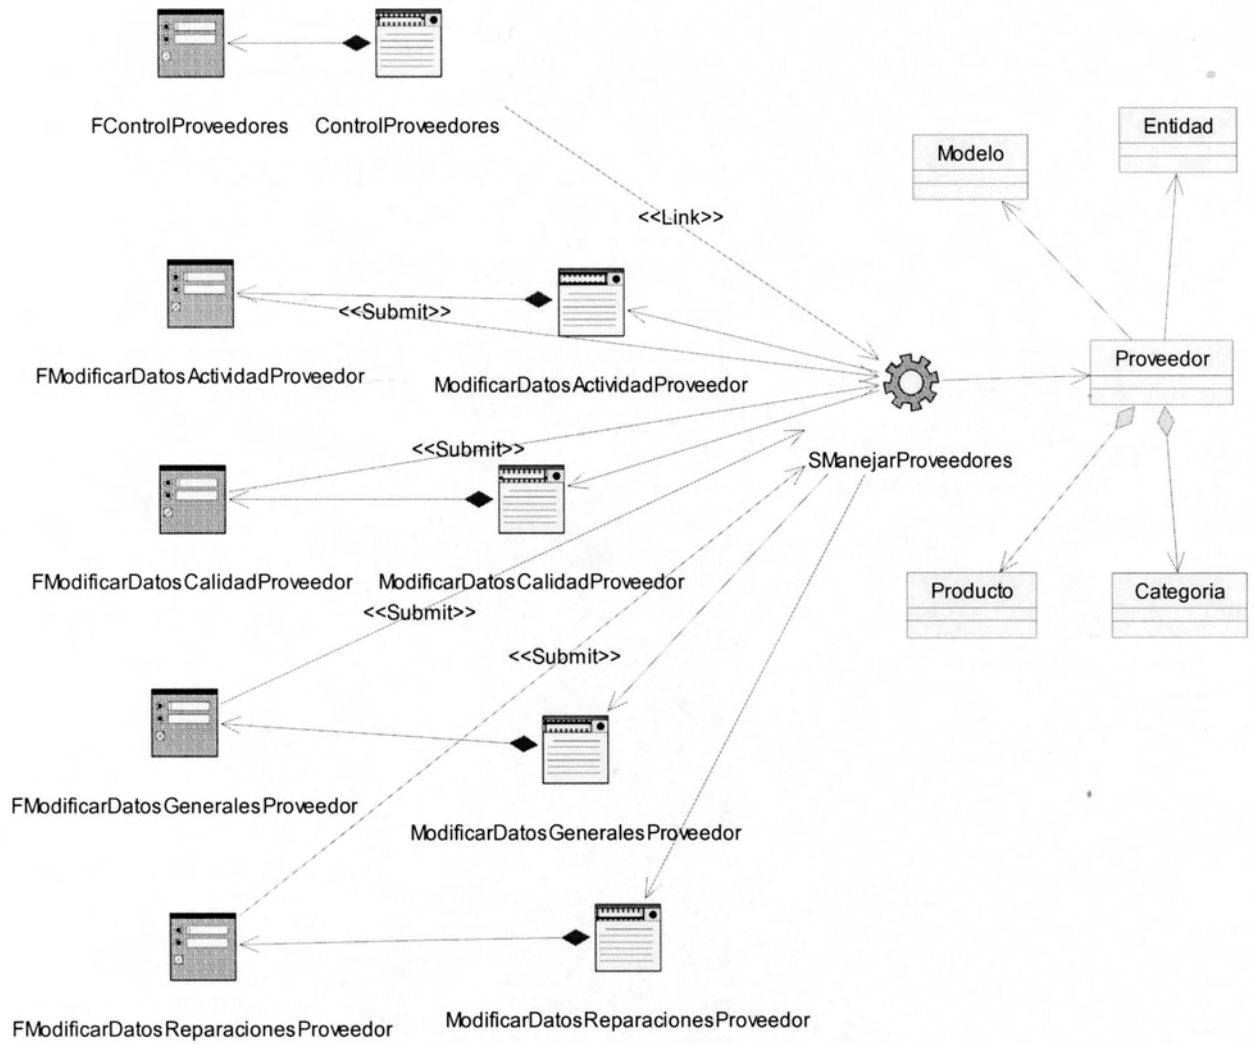 FControlProveedores
ControlProveedores
Entidad
Modelo
<<Link>>
<<Submit>>
Proveedor
FModificarDatosActividadProveedor
ModificarDatosActividadProveedor
<<Submit>>
SManejarProveedores
FModificarDatosCalidadProveedor
ModificarDatosCalidadProveedor
Producto
Categoria
<<Submit>>
<<Submit>>
FModificarDatosGeneralesProveedor
ModificarDatosGeneralesProveedor
FModificarDatosReparacionesProveedor
ModificarDatosReparacionesProveedor